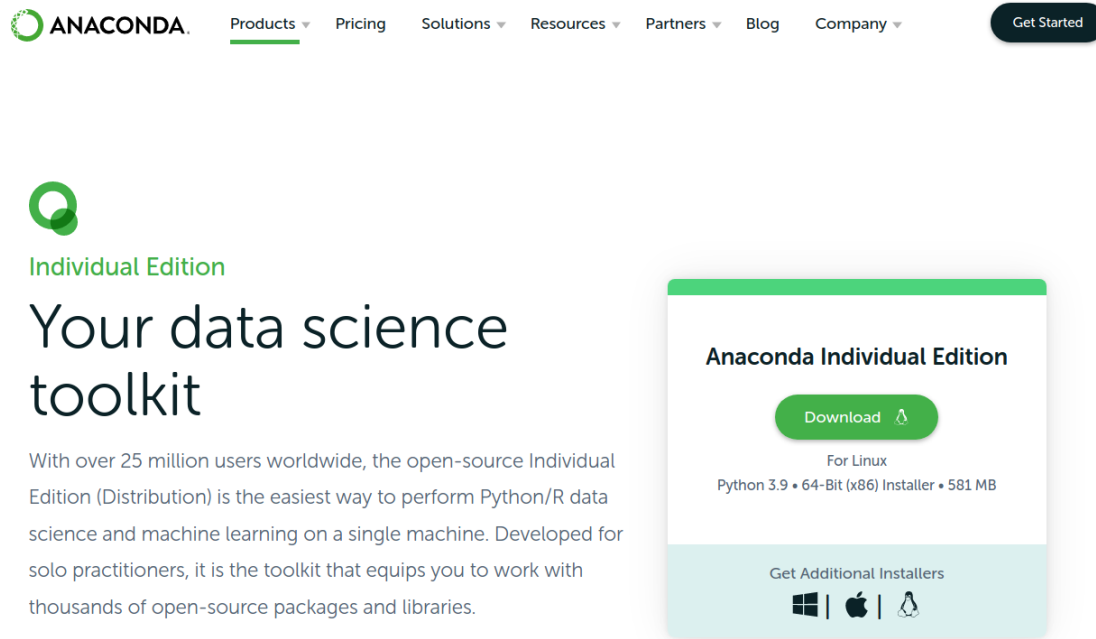 ANACONDA.
Products
Pricing
Solutions
Resources
Partners
Blog
Company
Get Started
Individual Edition
Your data science
toolkit
With over 25 million users worldwide, the open-source Individual
Edition (Distribution) is the easiest way to perform Python/R data
science and machine learning on a single machine. Developed for
solo practitioners, it is the toolkit that equips you to work with
thousands of open-source packages and libraries.
Anaconda Individual Edition
Download
For Linux
Python 3.9 • 64-Bit (x86) Installer • 581 MB
Get Additional Installers
| |